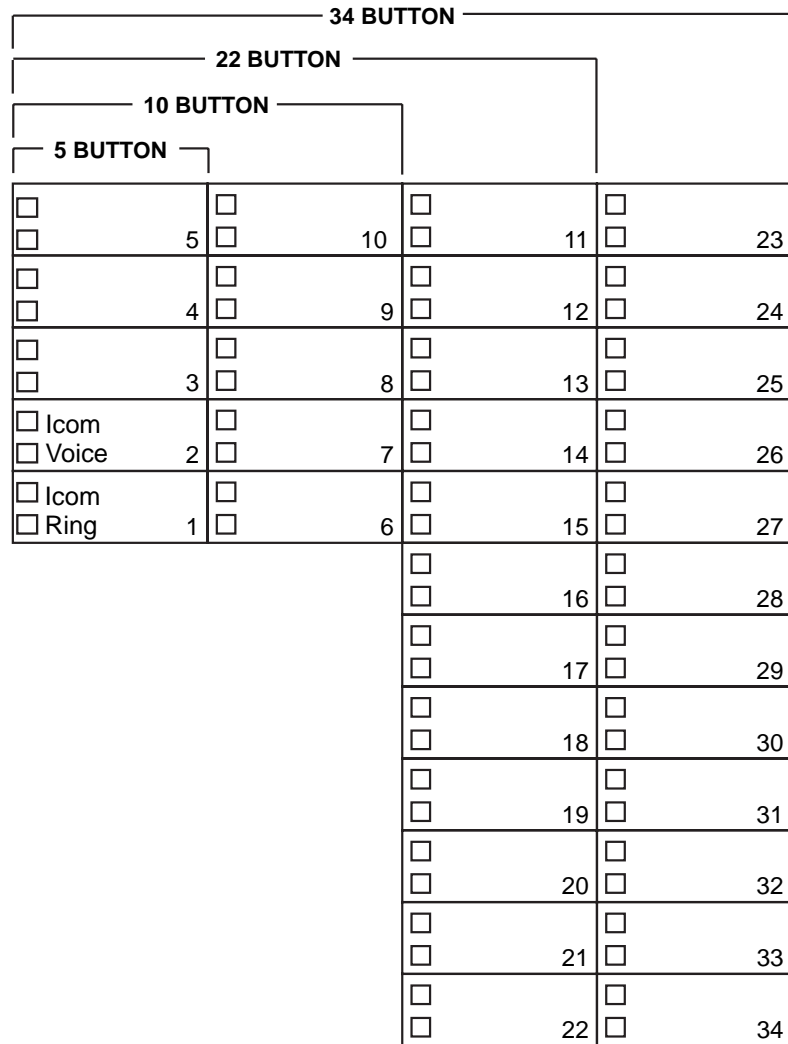 34 BUTTON
22 BUTTON
10 BUTTON
5 BUTTON
5 10 11 23
4 9 12 24
3 8 13 25
Icom
Voice 2 7 14 26
Icom
Ring 1 6 15 27
16 28
17 29
18 30
19 31
20 32
21 33
22 34